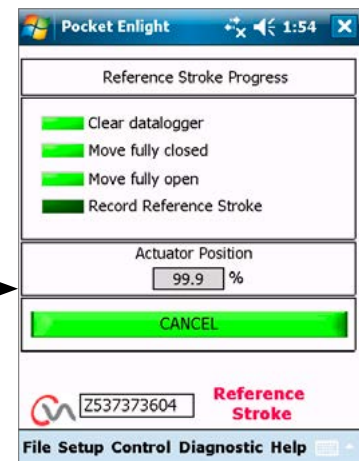 Pocket Enlight 1:54
Reference Stroke Progress
Clear datalogger
Move fully closed
Move fully open
Record Reference Stroke
Actuator Position
99.9 %
CANCEL
Z537373604
Reference
Stroke
File Setup Control Diagnostic Help